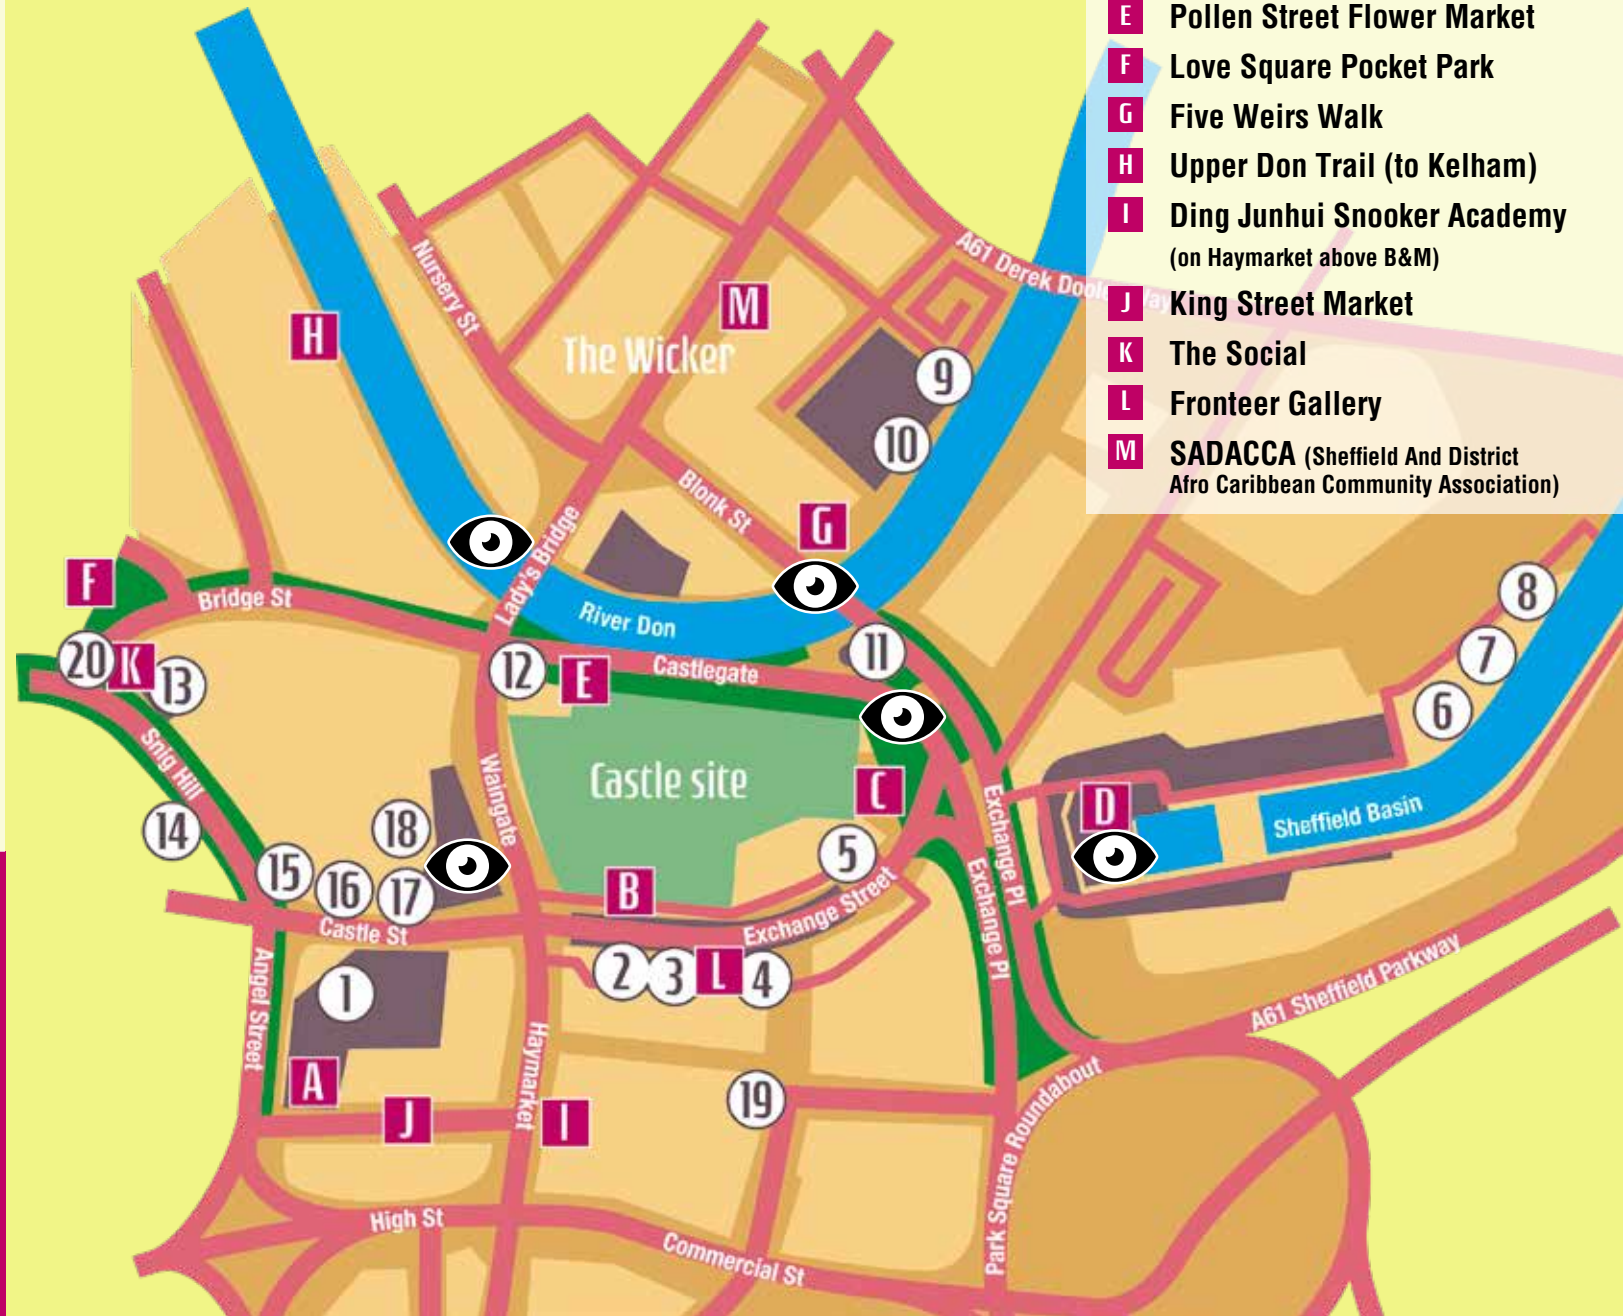 E Pollen Street Flower Market
F Love Square Pocket Park
G Five Weirs Walk
H Upper Don Trail (to Kelham)
I Ding Junhui Snooker Academy
(on Haymarket above B&M)
J King Street Market
K The Social
L Fronteer Gallery
M SADACCA (Sheffield And District
Afro Caribbean Community Association)
A61 Derek Dooley Way
Nursery St
M
H
The Wicker
9
10
Blonk St
G
Lady's Bridge
F
Bridge St
River Don
8
20
K
13
12
E
Castlegate
11
7
6
Snig Hill
Waingate
Castle site
C
Exchange Pl
D
Sheffield Basin
14
18
15
16
17
5
B
Exchange Street
Exchange Pl
Castle St
2
3
L
4
Angel Street
1
A61 Sheffield Parkway
A
Haymarket
19
J
I
Park Square Roundabout
High St
Commercial St